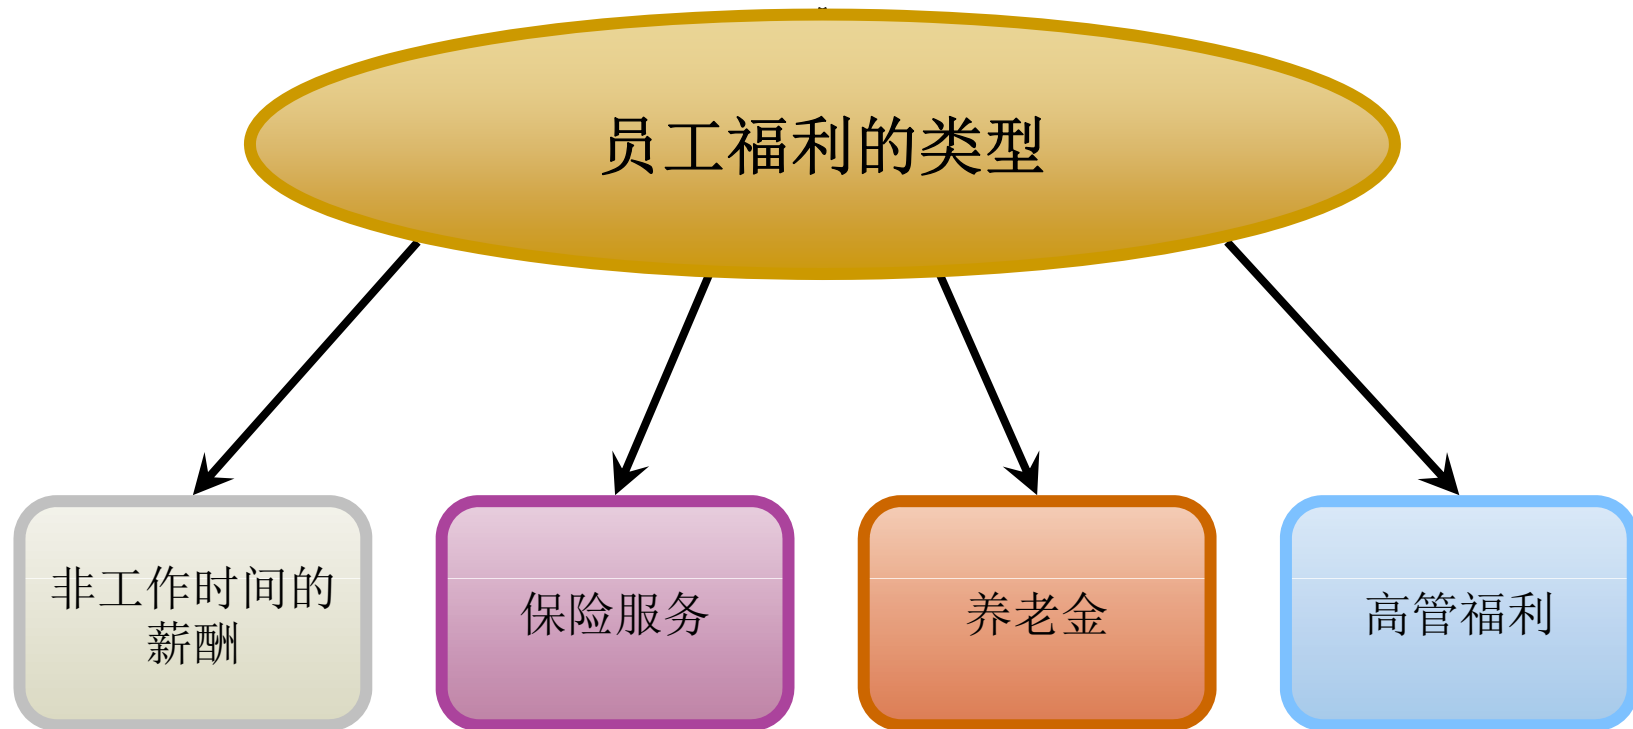 员工福利的类型
非工作时间的
薪酬
保险服务
养老金
高管福利